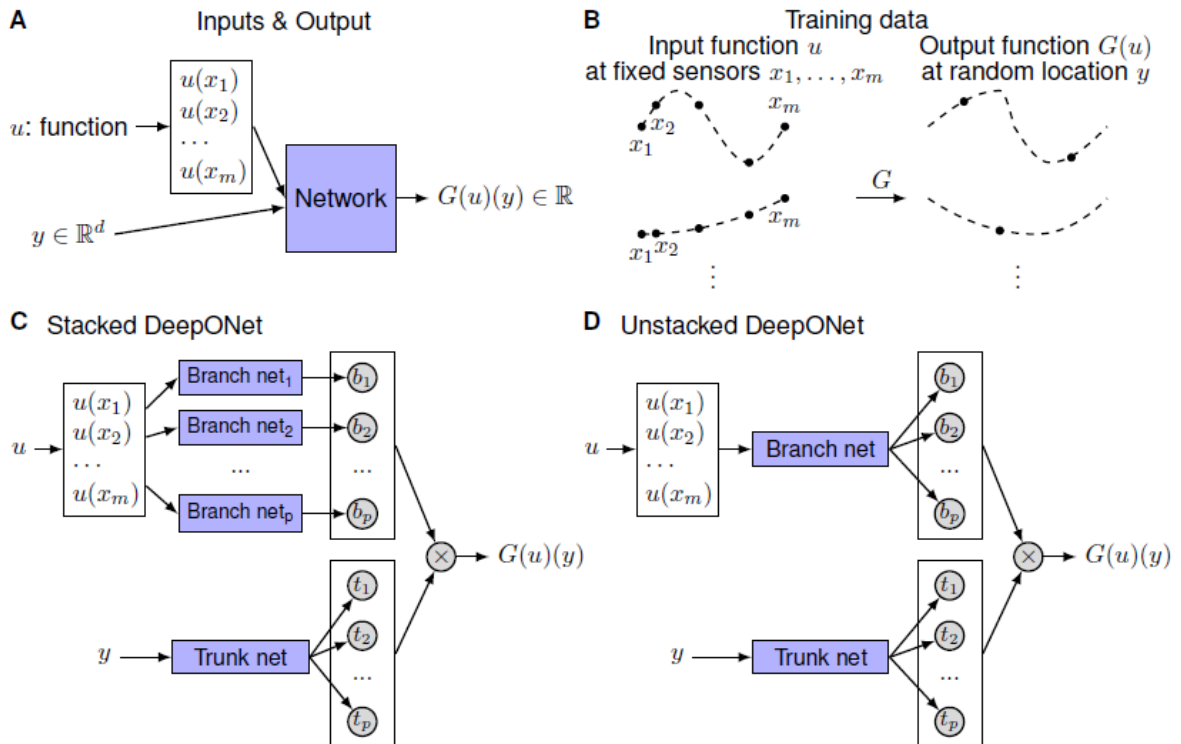 A Inputs & Output
u(x₁)
u(x₂)
···
u(xₘ)
u: function
Network
G(u)(y) ∈ ℝ
y ∈ ℝᵈ
B Training data
Input function u
at fixed sensors x₁, . . . , xₘ
Output function G(u)
at random location y
x₁
x₂
xₘ
G
x₁
x₂
xₘ
⋮
⋮
C Stacked DeepONet
u
u(x₁)
u(x₂)
···
u(xₘ)
Branch net₁
Branch net₂
...
Branch netₚ
b₁
b₂
...
bₚ
×
G(u)(y)
y
Trunk net
t₁
t₂
...
tₚ
D Unstacked DeepONet
u
u(x₁)
u(x₂)
···
u(xₘ)
Branch net
b₁
b₂
...
bₚ
×
G(u)(y)
y
Trunk net
t₁
t₂
...
tₚ